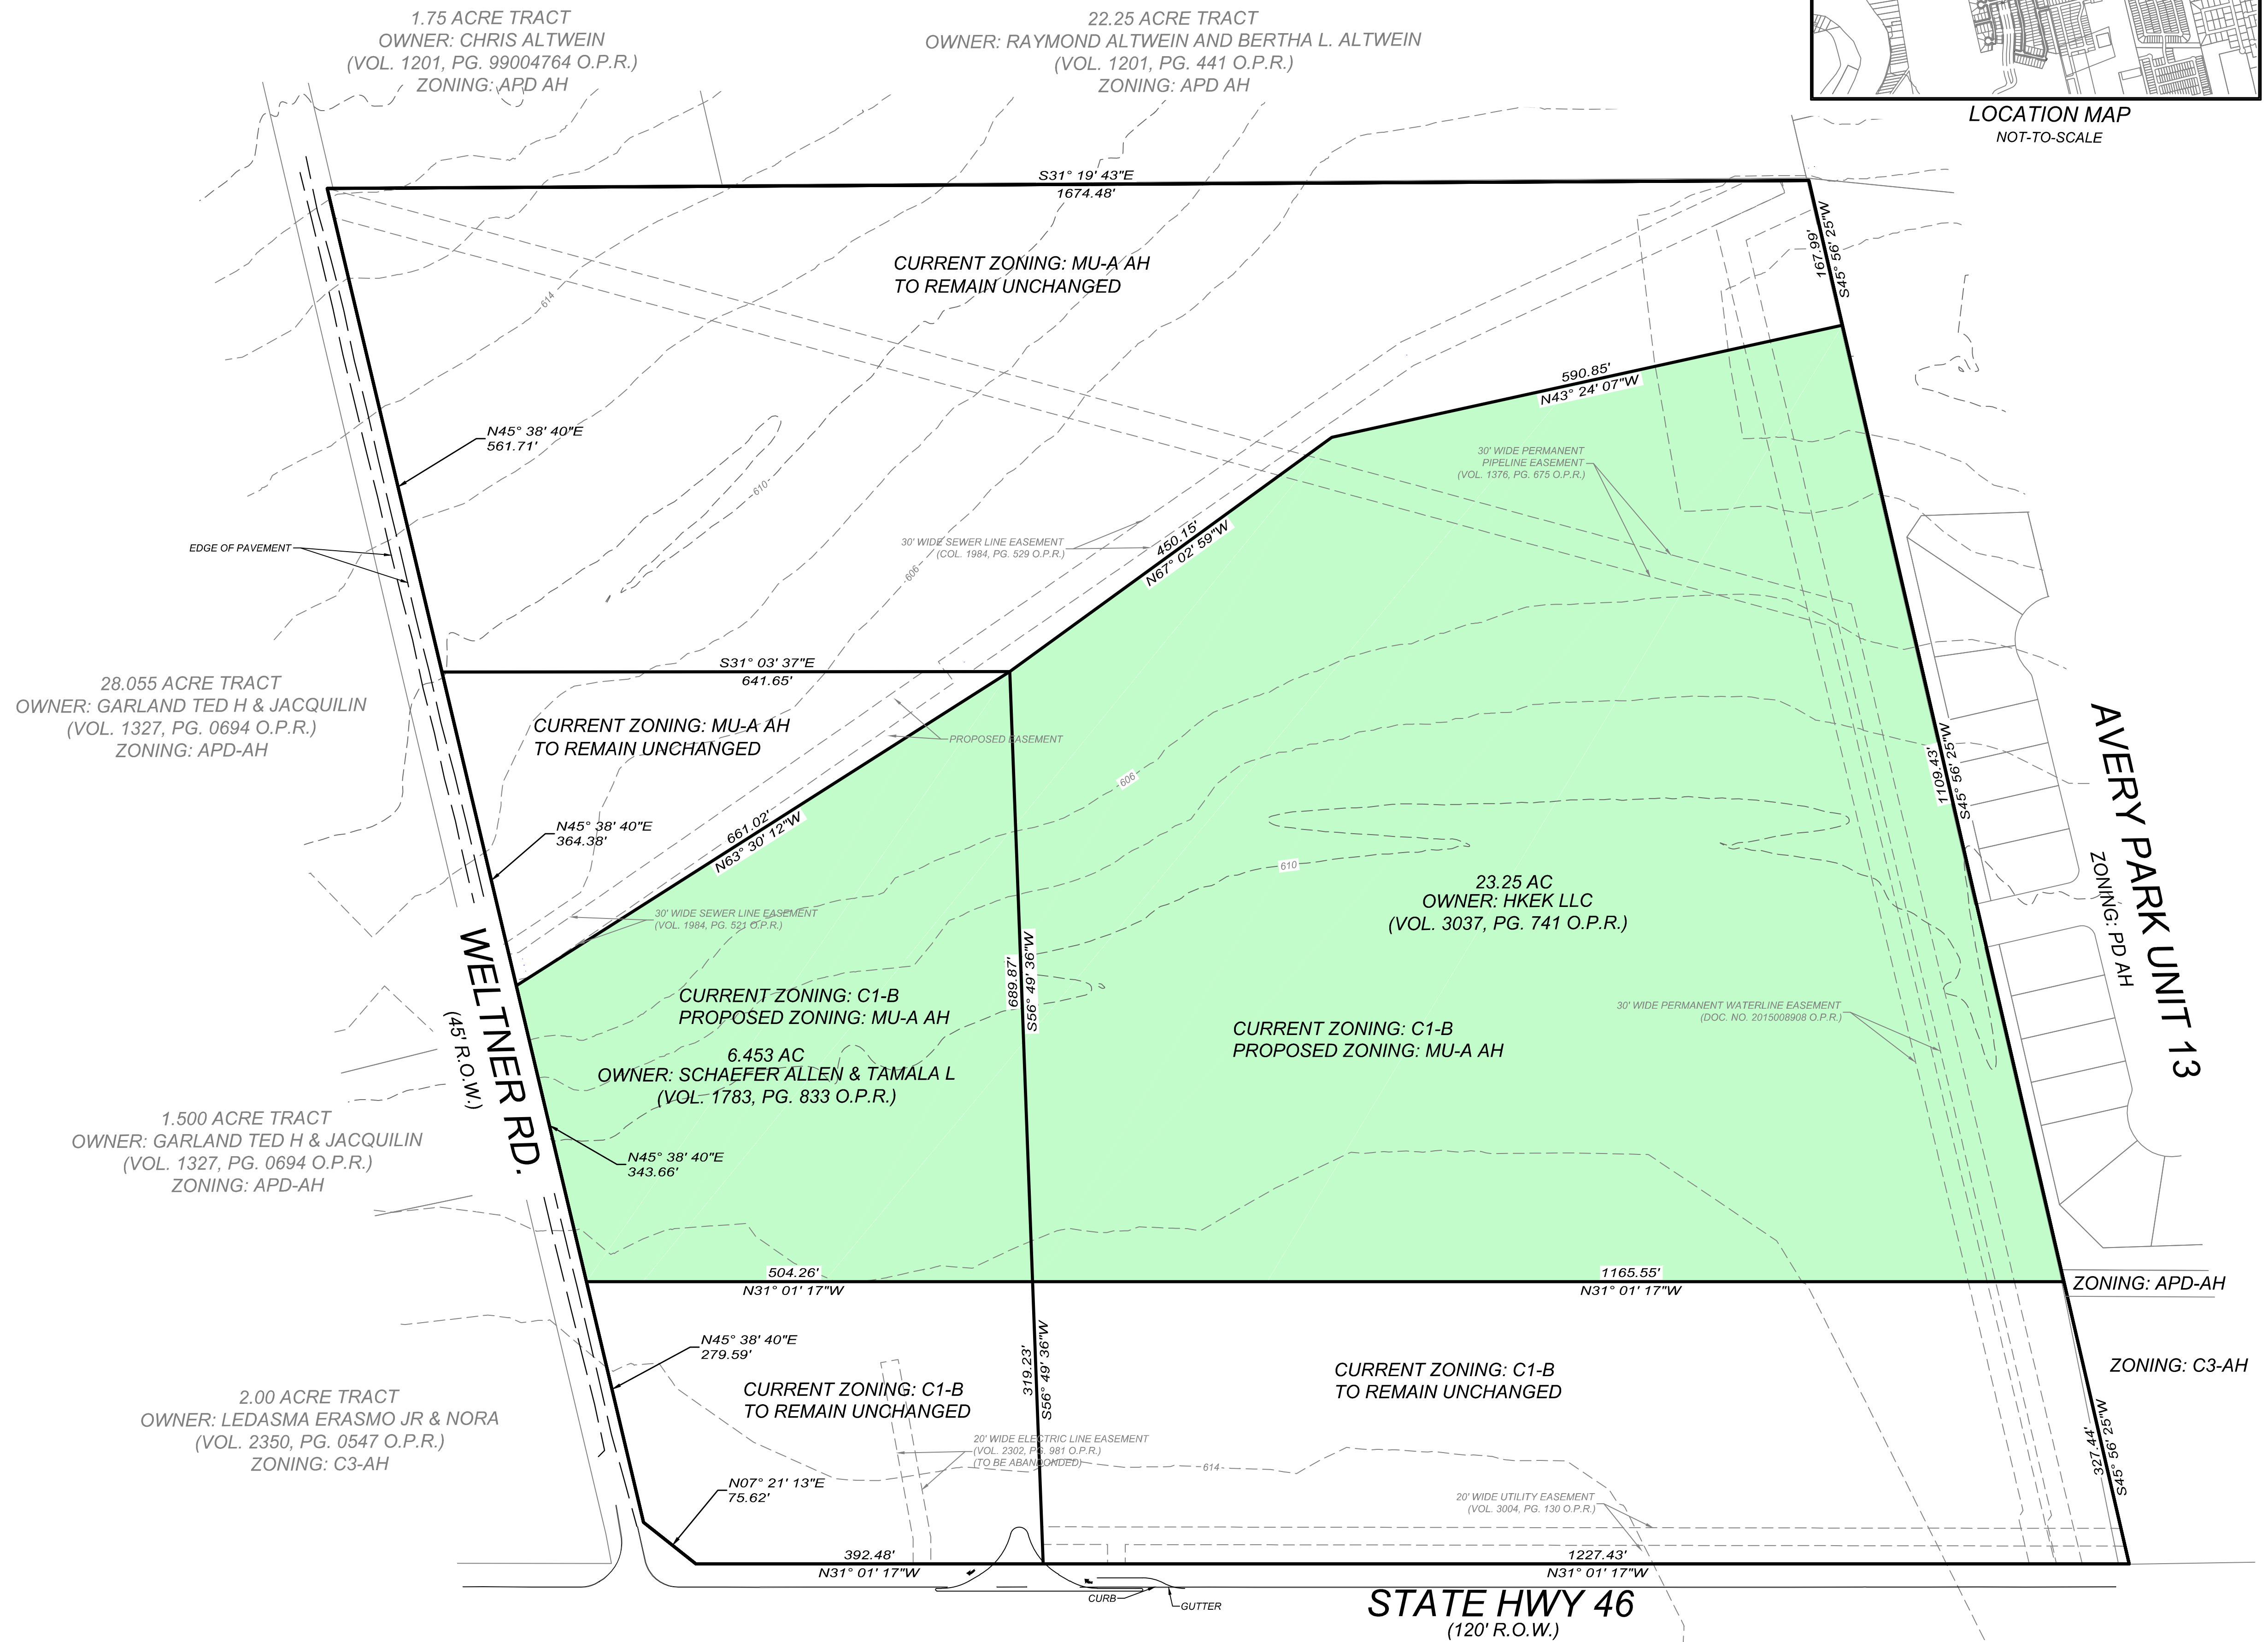 1.75 ACRE TRACT
OWNER: CHRIS ALTWEIN
(VOL. 1201, PG. 99004764 O.P.R.)
ZONING: APD AH
22.25 ACRE TRACT
OWNER: RAYMOND ALTWEIN AND BERTHA L. ALTWEIN
(VOL. 1201, PG. 441 O.P.R.)
ZONING: APD AH
LOCATION MAP
NOT-TO-SCALE
S31° 19' 43"E
1674.48'
167.99'
S45° 56' 25"W
CURRENT ZONING: MU-A AH
TO REMAIN UNCHANGED
614
590.85'
N43° 24' 07"W
N45° 38' 40"E
561.71'
30' WIDE PERMANENT
PIPELINE EASEMENT
(VOL. 1376, PG. 675 O.P.R.)
610
EDGE OF PAVEMENT
30' WIDE SEWER LINE EASEMENT
(COL. 1984, PG. 529 O.P.R.)
450.15'
N67° 02' 59"W
606
S31° 03' 37"E
641.65'
28.055 ACRE TRACT
OWNER: GARLAND TED H & JACQUILIN
(VOL. 1327, PG. 0694 O.P.R.)
ZONING: APD-AH
CURRENT ZONING: MU-A AH
TO REMAIN UNCHANGED
PROPOSED EASEMENT
606
1109.43'
S45° 56' 25"W
AVERY PARK UNIT 13
ZONING: PD AH
N45° 38' 40"E
364.38'
661.02'
N63° 30' 12"W
610
23.25 AC
OWNER: HKEK LLC
(VOL. 3037, PG. 741 O.P.R.)
30' WIDE SEWER LINE EASEMENT
(VOL. 1984, PG. 521 O.P.R.)
WELTNER RD.
(45' R.O.W.)
689.87'
S56° 49' 36"W
CURRENT ZONING: C1-B
PROPOSED ZONING: MU-A AH
6.453 AC
OWNER: SCHAEFER ALLEN & TAMALA L
(VOL. 1783, PG. 833 O.P.R.)
30' WIDE PERMANENT WATERLINE EASEMENT
(DOC. NO. 2015008908 O.P.R.)
CURRENT ZONING: C1-B
PROPOSED ZONING: MU-A AH
1.500 ACRE TRACT
OWNER: GARLAND TED H & JACQUILIN
(VOL. 1327, PG. 0694 O.P.R.)
ZONING: APD-AH
N45° 38' 40"E
343.66'
504.26'
N31° 01' 17"W
1165.55'
N31° 01' 17"W
ZONING: APD-AH
N45° 38' 40"E
279.59'
319.23'
S56° 49' 36"W
ZONING: C3-AH
CURRENT ZONING: C1-B
TO REMAIN UNCHANGED
CURRENT ZONING: C1-B
TO REMAIN UNCHANGED
2.00 ACRE TRACT
OWNER: LEDASMA ERASMO JR & NORA
(VOL. 2350, PG. 0547 O.P.R.)
ZONING: C3-AH
20' WIDE ELECTRIC LINE EASEMENT
(VOL. 2302, PG. 981 O.P.R.)
(TO BE ABANDONDED)
614
327.44'
S45° 56' 25"W
N07° 21' 13"E
75.62'
20' WIDE UTILITY EASEMENT
(VOL. 3004, PG. 130 O.P.R.)
392.48'
N31° 01' 17"W
1227.43'
N31° 01' 17"W
CURB
GUTTER
STATE HWY 46
(120' R.O.W.)